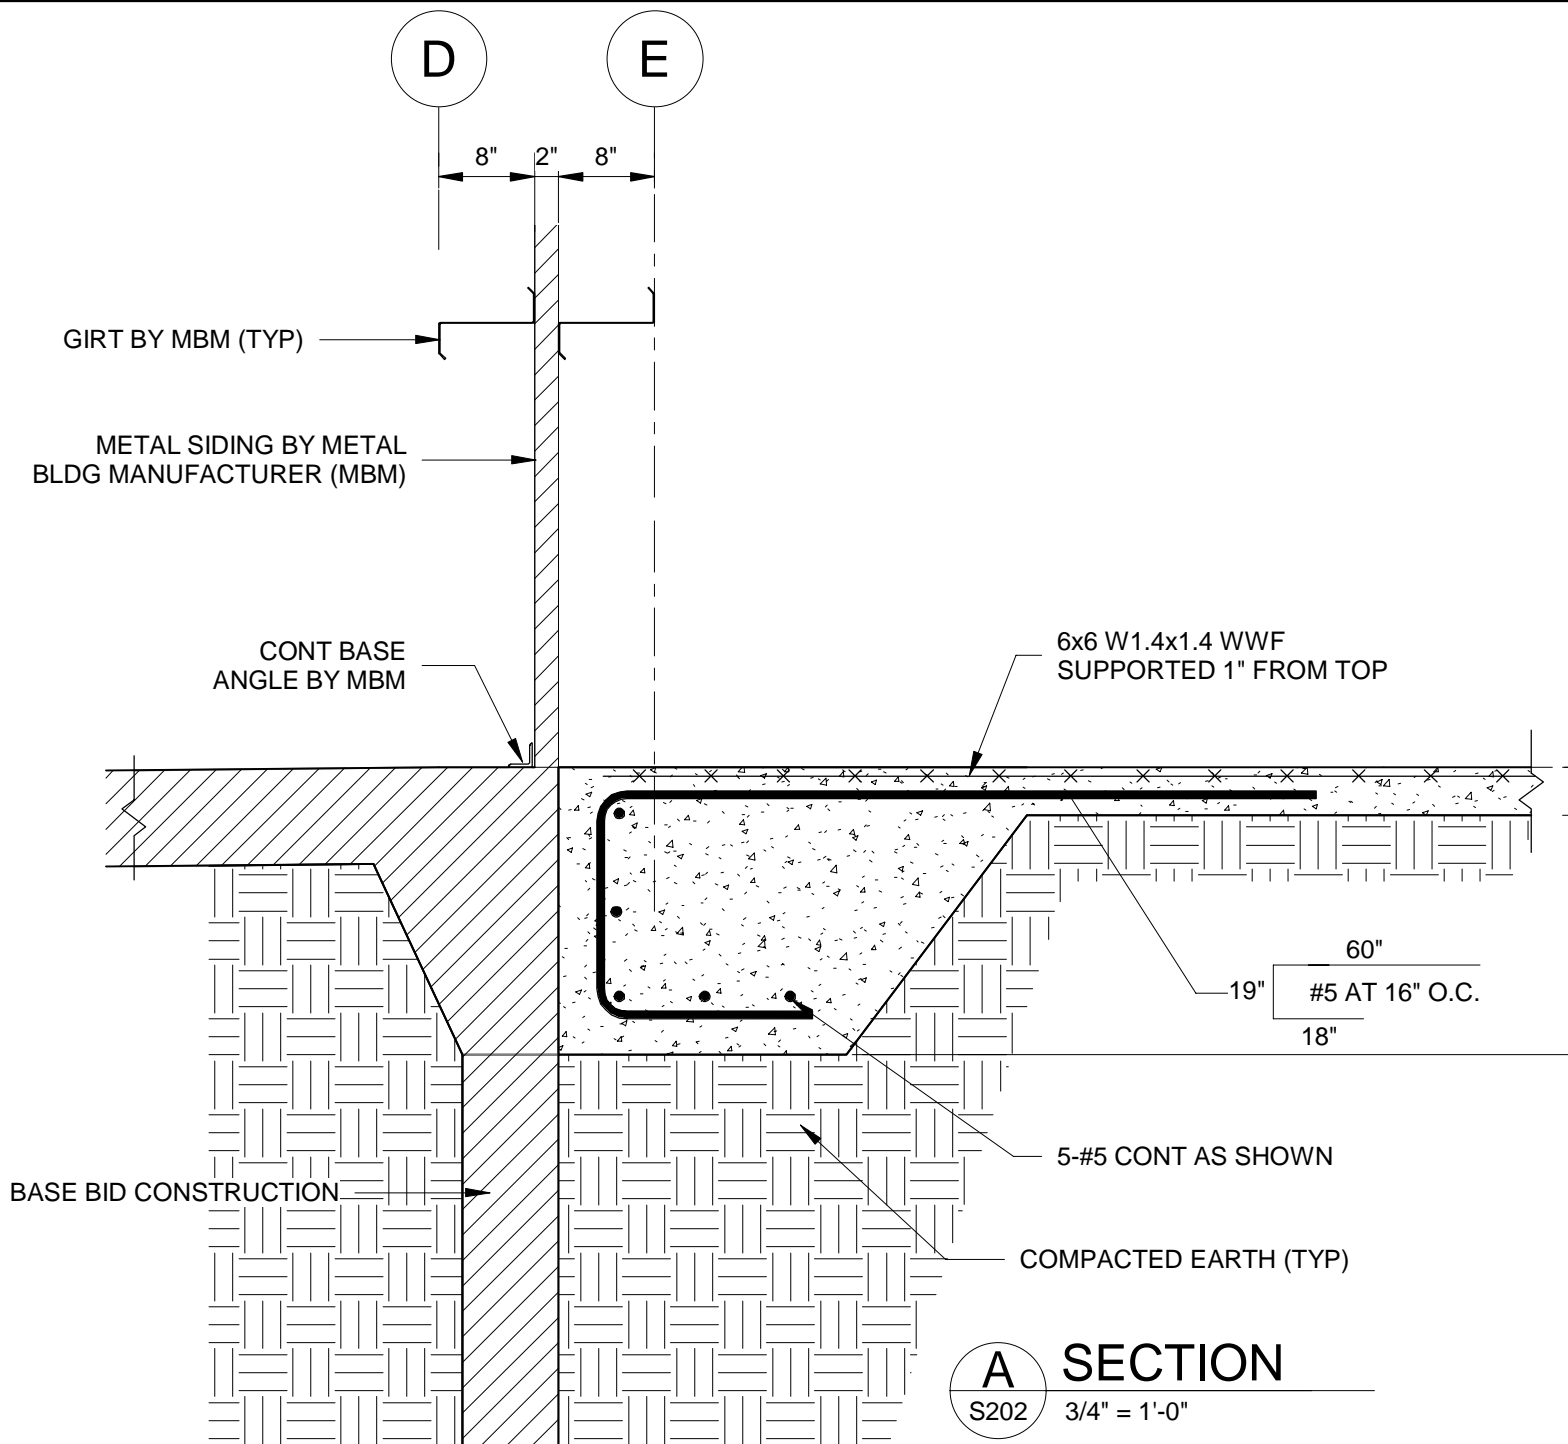 D
E
8"
2"
8"
GIRT BY MBM (TYP)
METAL SIDING BY METAL
BLDG MANUFACTURER (MBM)
CONT BASE
ANGLE BY MBM
6x6 W1.4x1.4 WWF
SUPPORTED 1" FROM TOP
60"
19"
#5 AT 16" O.C.
18"
5-#5 CONT AS SHOWN
BASE BID CONSTRUCTION
COMPACTED EARTH (TYP)
A
SECTION
S202
3/4" = 1'-0"